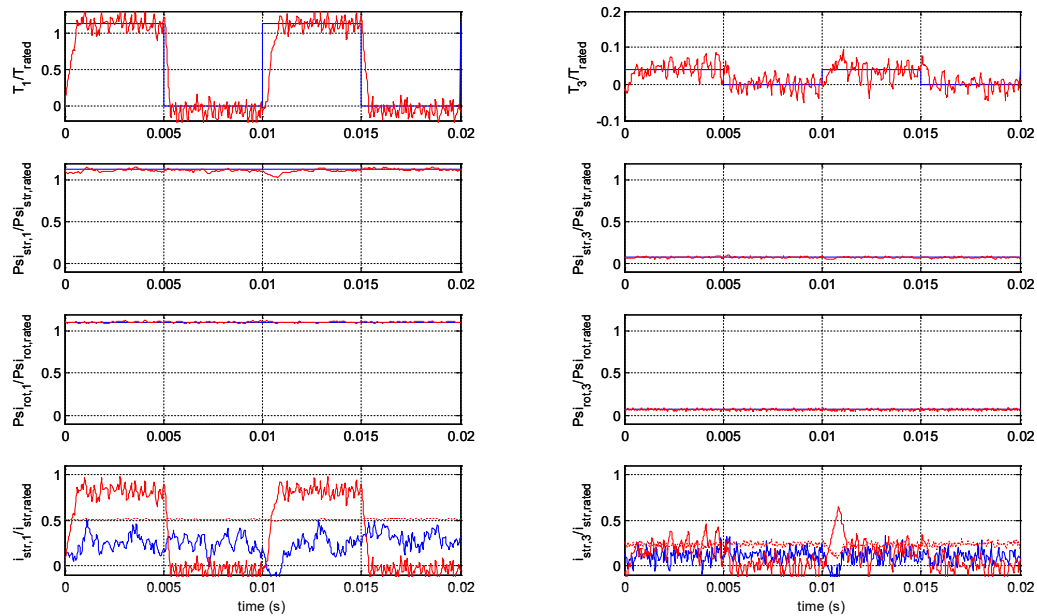 T1/Trated
1
0.5
0
0 0.005 0.01 0.015 0.02
T3/Trated
0.2
0.1
0
-0.1
0 0.005 0.01 0.015 0.02
Psistr,1/Psistr,rated
1
0.5
0
0 0.005 0.01 0.015 0.02
Psistr,3/Psistr,rated
1
0.5
0
0 0.005 0.01 0.015 0.02
Psirot,1/Psirot,rated
1
0.5
0
0 0.005 0.01 0.015 0.02
Psirot,3/Psirot,rated
1
0.5
0
0 0.005 0.01 0.015 0.02
istr,1/istr,rated
1
0.5
0
0 0.005 0.01 0.015 0.02
time (s)
istr,3/istr,rated
1
0.5
0
0 0.005 0.01 0.015 0.02
time (s)